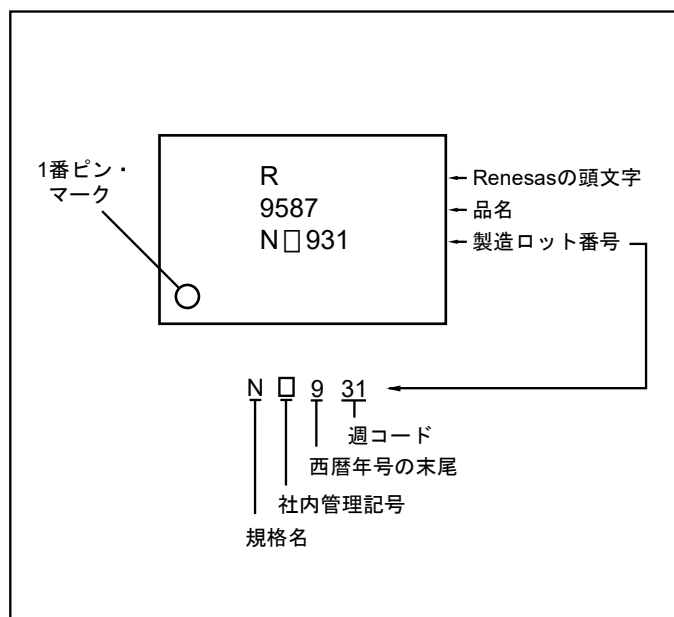 1番ピン・
マーク
R
9587
N□931
Renesasの頭文字
品名
製造ロット番号
N □ 9 31
週コード
西暦年号の末尾
社内管理記号
規格名